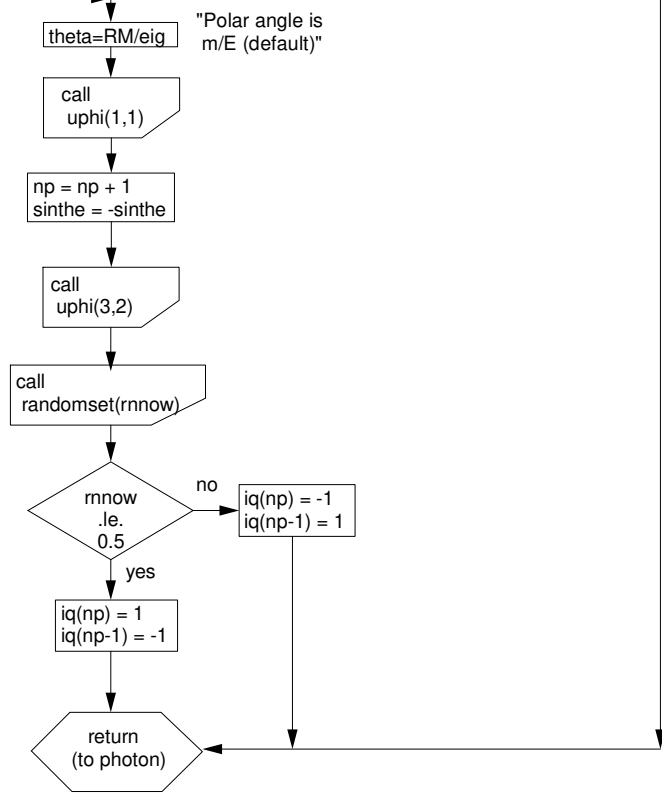 "Polar angle is
m/E (default)"
theta=RM/eig
call
uphi(1,1)
np = np + 1
sinthe = -sinthe
call
uphi(3,2)
call
randomset(rnnow)
rnnow
.le.
0.5
no
iq(np) = -1
iq(np-1) = 1
yes
iq(np) = 1
iq(np-1) = -1
return
(to photon)